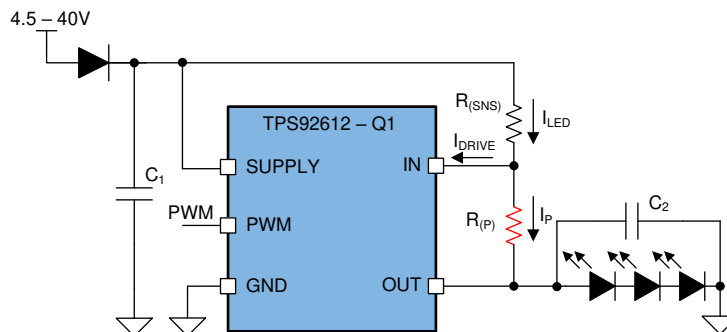 4.5 – 40V
TPS92612 – Q1
R(SNS)
ILED
IDRIVE
SUPPLY
IN
C1
PWM
PWM
R(P)
IP
C2
GND
OUT